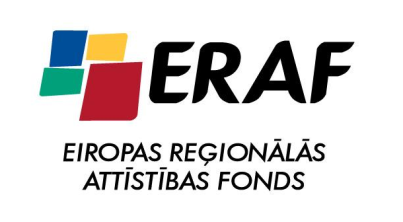 ERAF
EIROPAS REĢIONĀLĀS
ATTĪSTĪBAS FONDS